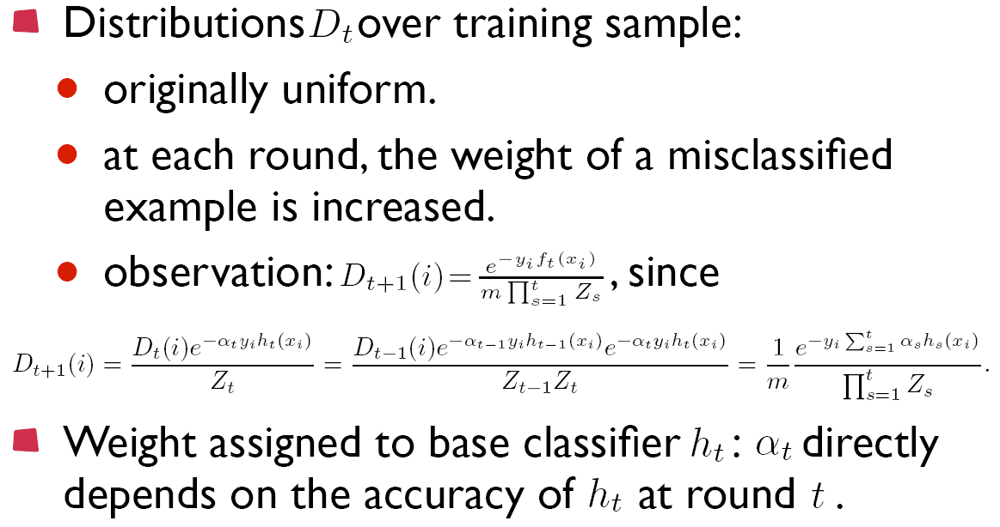 Distributions $D_t$ over training sample:
originally uniform.
at each round, the weight of a misclassified
example is increased.
observation: $D_{t+1}(i) = \frac{e^{-y_i f_t(x_i)}}{m \prod_{s=1}^{t} Z_s}$, since
$D_{t+1}(i) = \frac{D_t(i) e^{-\alpha_t y_i h_t(x_i)}}{Z_t} = \frac{D_{t-1}(i) e^{-\alpha_{t-1} y_i h_{t-1}(x_i)} e^{-\alpha_t y_i h_t(x_i)}}{Z_{t-1} Z_t} = \frac{1}{m} \frac{e^{-y_i \sum_{s=1}^{t} \alpha_s h_s(x_i)}}{\prod_{s=1}^{t} Z_s}.$
Weight assigned to base classifier $h_t$: $\alpha_t$ directly
depends on the accuracy of $h_t$ at round $t$.